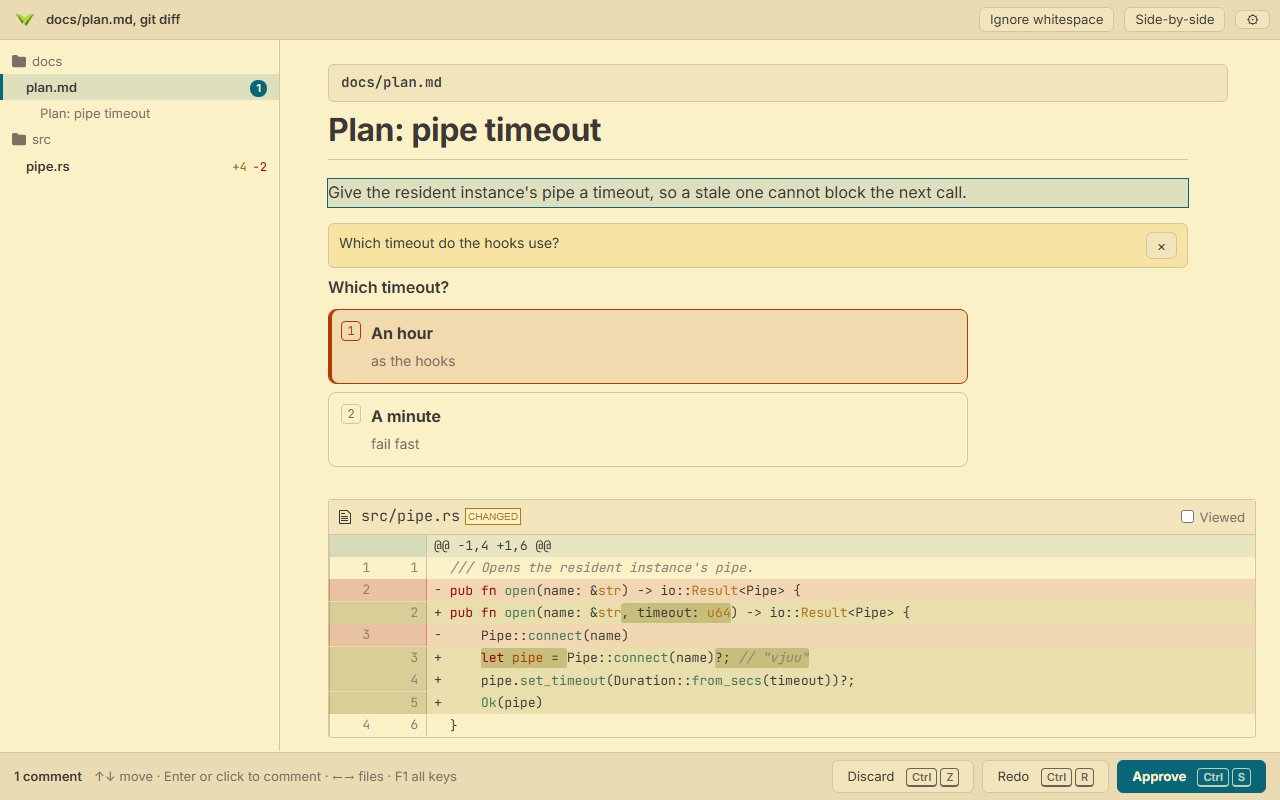 docs/plan.md, git diff
Ignore whitespace
Side-by-side
docs
plan.md 1
Plan: pipe timeout
src
pipe.rs +4 -2
docs/plan.md
Plan: pipe timeout
Give the resident instance's pipe a timeout, so a stale one cannot block the next call.
Which timeout do the hooks use? ×
Which timeout?
1 An hour
as the hooks
2 A minute
fail fast
src/pipe.rs CHANGED Viewed
@@ -1,4 +1,6 @@
1 1 /// Opens the resident instance's pipe.
2 - pub fn open(name: &str) -> io::Result<Pipe> {
2 + pub fn open(name: &str, timeout: u64) -> io::Result<Pipe> {
3 - Pipe::connect(name)
3 + let pipe = Pipe::connect(name)?; // "vjuu"
4 + pipe.set_timeout(Duration::from_secs(timeout))?;
5 + Ok(pipe)
4 6 }
1 comment ↑↓ move · Enter or click to comment · ←→ files · F1 all keys
Discard Ctrl Z
Redo Ctrl R
Approve Ctrl S